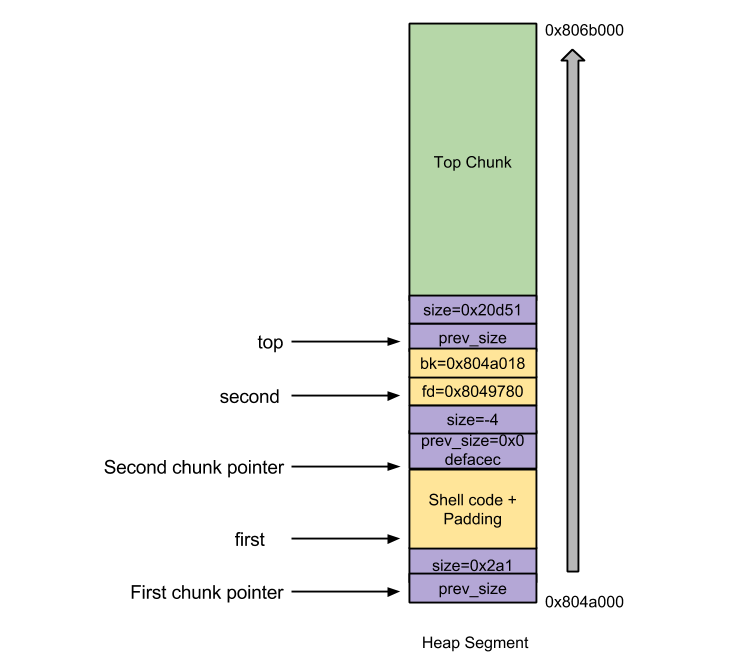 0x806b000
Top Chunk
size=0x20d51
top
prev_size
bk=0x804a018
second
fd=0x8049780
size=-4
prev_size=0x0
defacec
Second chunk pointer
Shell code +
Padding
first
size=0x2a1
First chunk pointer
prev_size
0x804a000
Heap Segment